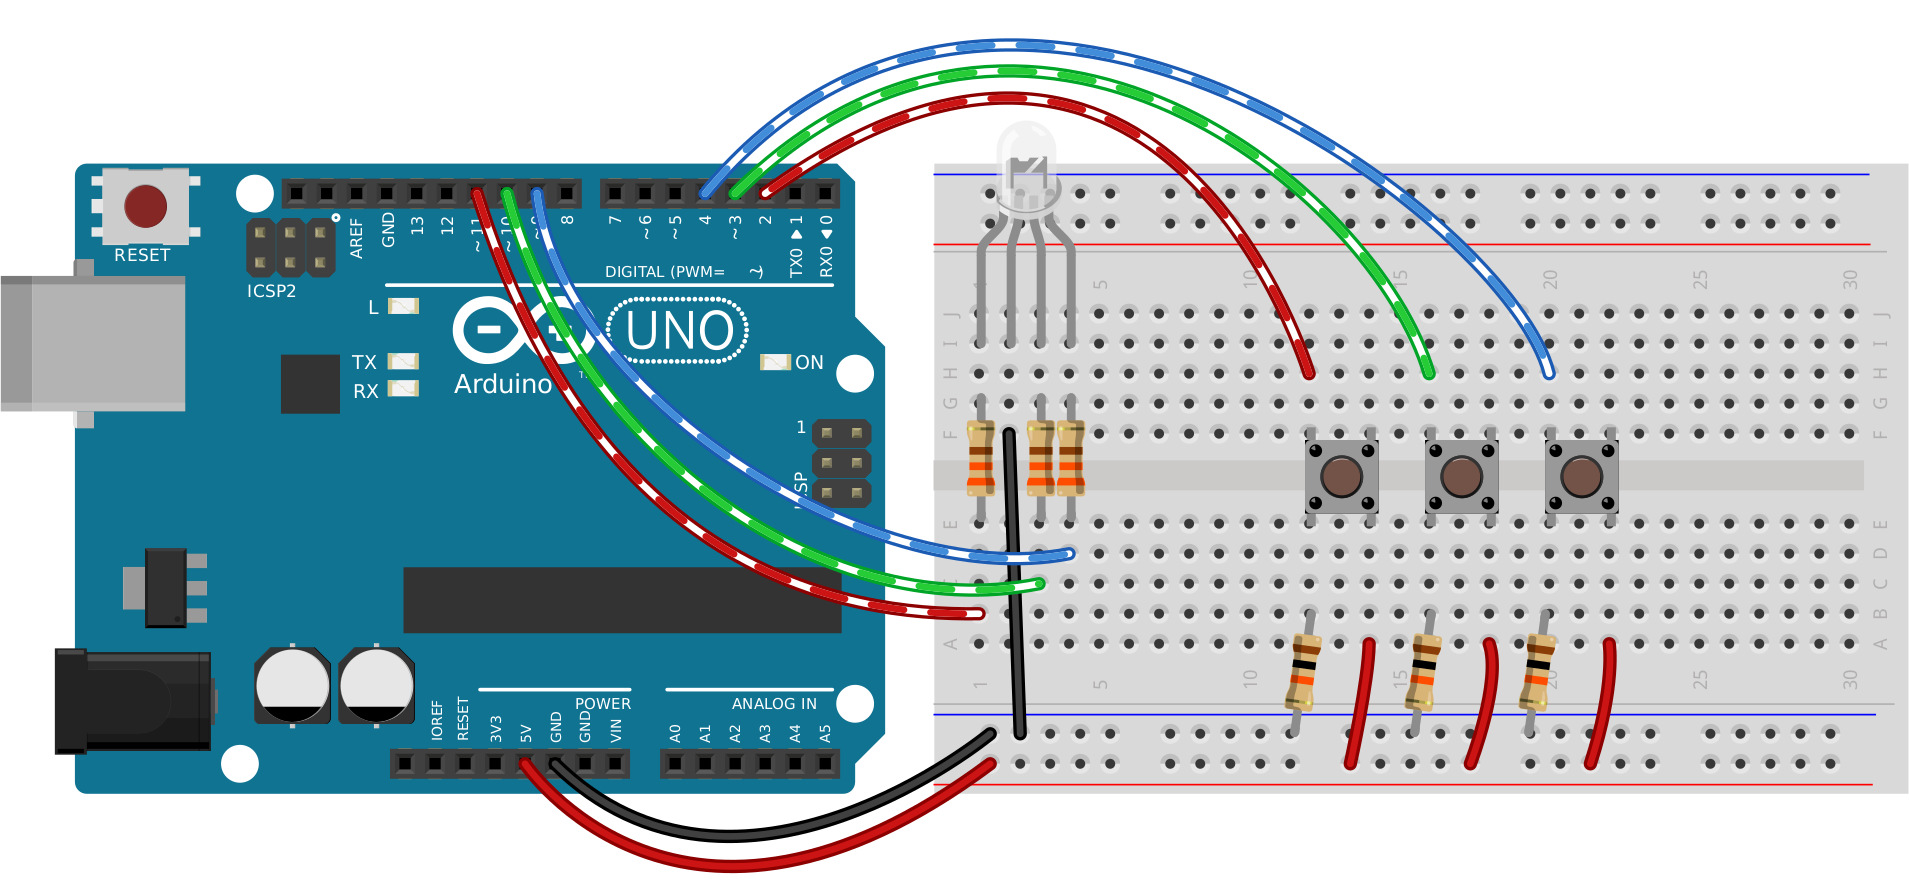 RESET
ICSP2
AREF
GND
13
12
~11
~10
~9
8
7
~6
~5
4
~3
2
TX0 ▶ 1
RX0 ◀ 0
DIGITAL (PWM= ~)
L
TX
RX
Arduino
UNO
ON
1
IOREF
RESET
3V3
5V
GND
GND
VIN
POWER
ANALOG IN
A0
A1
A2
A3
A4
A5
1
5
10
15
20
25
30
J
I
H
G
F
E
D
B
A
J
I
H
G
F
E
D
C
B
A
1
5
10
15
20
25
30